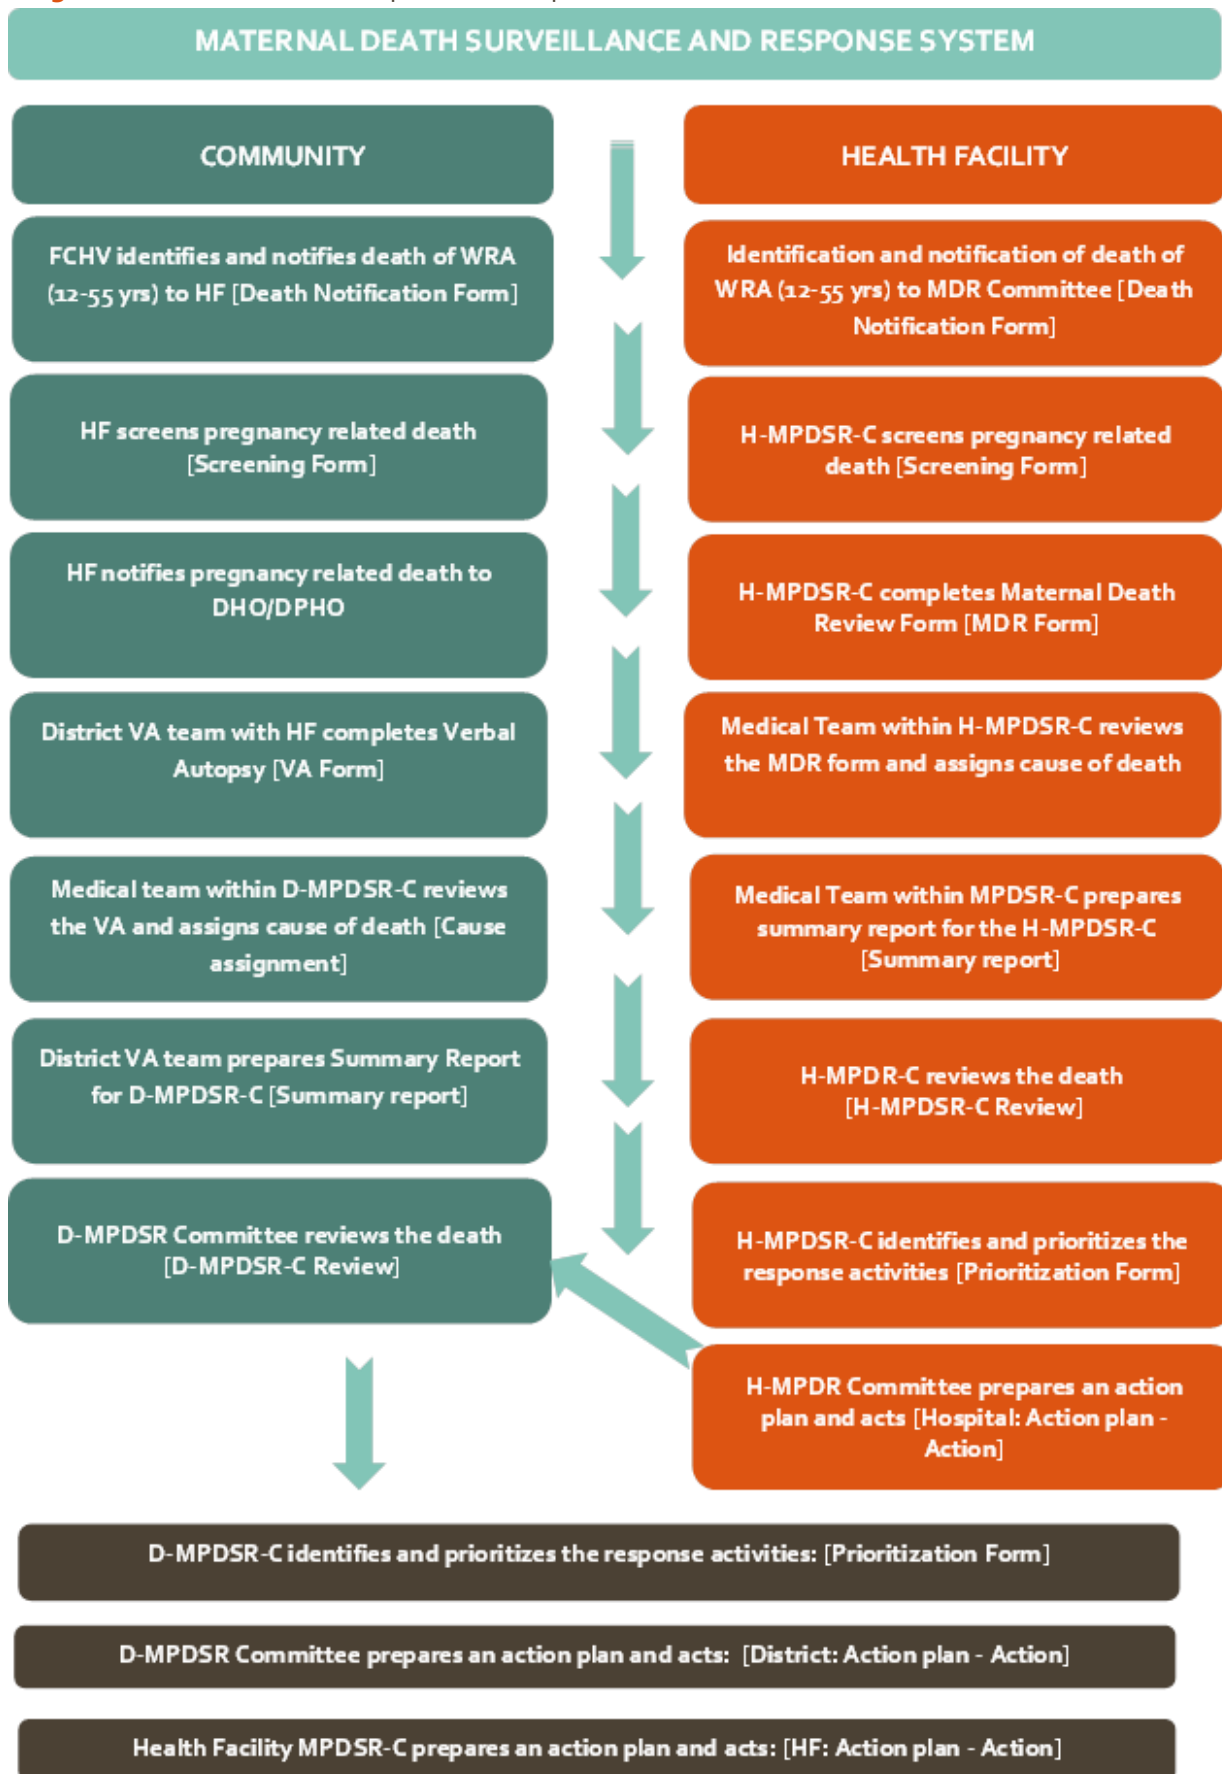 MATERNAL DEATH SURVEILLANCE AND RESPONSE SYSTEM
COMMUNITY
FCHV identifies and notifies death of WRA
(12-55 yrs) to HF [Death Notification Form]
HF screens pregnancy related death
[Screening Form]
HF notifies pregnancy related death to
DHO/DPHO
District VA team with HF completes Verbal
Autopsy [VA Form]
Medical team within D-MPDSR-C reviews
the VA and assigns cause of death [Cause
assignment]
District VA team prepares Summary Report
for D-MPDSR-C [Summary report]
D-MPDSR Committee reviews the death
[D-MPDSR-C Review]
HEALTH FACILITY
Identification and notification of death of
WRA (12-55 yrs) to MDR Committee [Death
Notification Form]
H-MPDSR-C screens pregnancy related
death [Screening Form]
H-MPDSR-C completes Maternal Death
Review Form [MDR Form]
Medical Team within H-MPDSR-C reviews
the MDR form and assigns cause of death
Medical Team within MPDSR-C prepares
summary report for the H-MPDSR-C
[Summary report]
H-MPDR-C reviews the death
[H-MPDSR-C Review]
H-MPDSR-C identifies and prioritizes the
response activities [Prioritization Form]
H-MPDR Committee prepares an action
plan and acts [Hospital: Action plan -
Action]
D-MPDSR-C identifies and prioritizes the response activities: [Prioritization Form]
D-MPDSR Committee prepares an action plan and acts: [District: Action plan - Action]
Health Facility MPDSR-C prepares an action plan and acts: [HF: Action plan - Action]